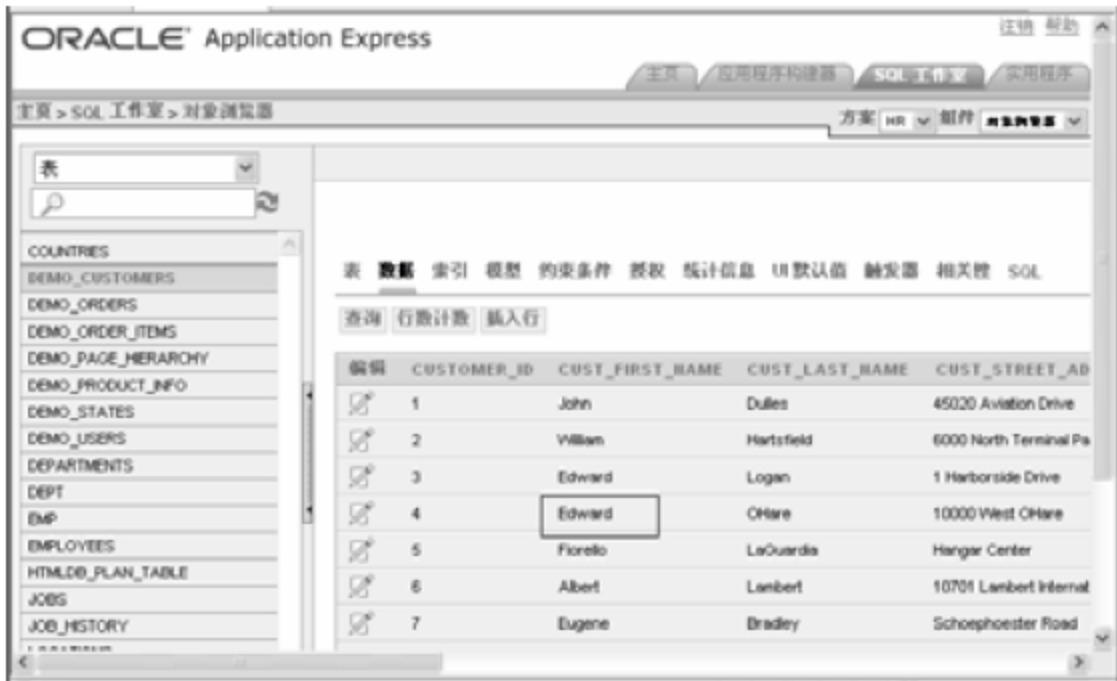 ORACLE Application Express
注销 帮助
主页 应用程序构建器 SQL 工作室 实用程序
主页 > SQL 工作室 > 对象浏览器
方案 HR 组件 对象浏览器
表
COUNTRIES
DEMO_CUSTOMERS
DEMO_ORDERS
DEMO_ORDER_ITEMS
DEMO_PAGE_HIERARCHY
DEMO_PRODUCT_INFO
DEMO_STATES
DEMO_USERS
DEPARTMENTS
DEPT
EMP
EMPLOYEES
HTMLDB_PLAN_TABLE
JOBS
JOB_HISTORY
表 数据 索引 模型 约束条件 授权 统计信息 UI 默认值 触发器 相关性 SQL
查询 行数计数 插入行
编辑 CUSTOMER_ID CUST_FIRST_NAME CUST_LAST_NAME CUST_STREET_AD
1 John Dulles 45020 Aviation Drive
2 William Hartsfield 6000 North Terminal Pa
3 Edward Logan 1 Harborside Drive
4 Edward OHare 10000 West OHare
5 Fiorello LaGuardia Hangar Center
6 Albert Lambert 10701 Lambert Internat
7 Eugene Bradley Schoephoester Road